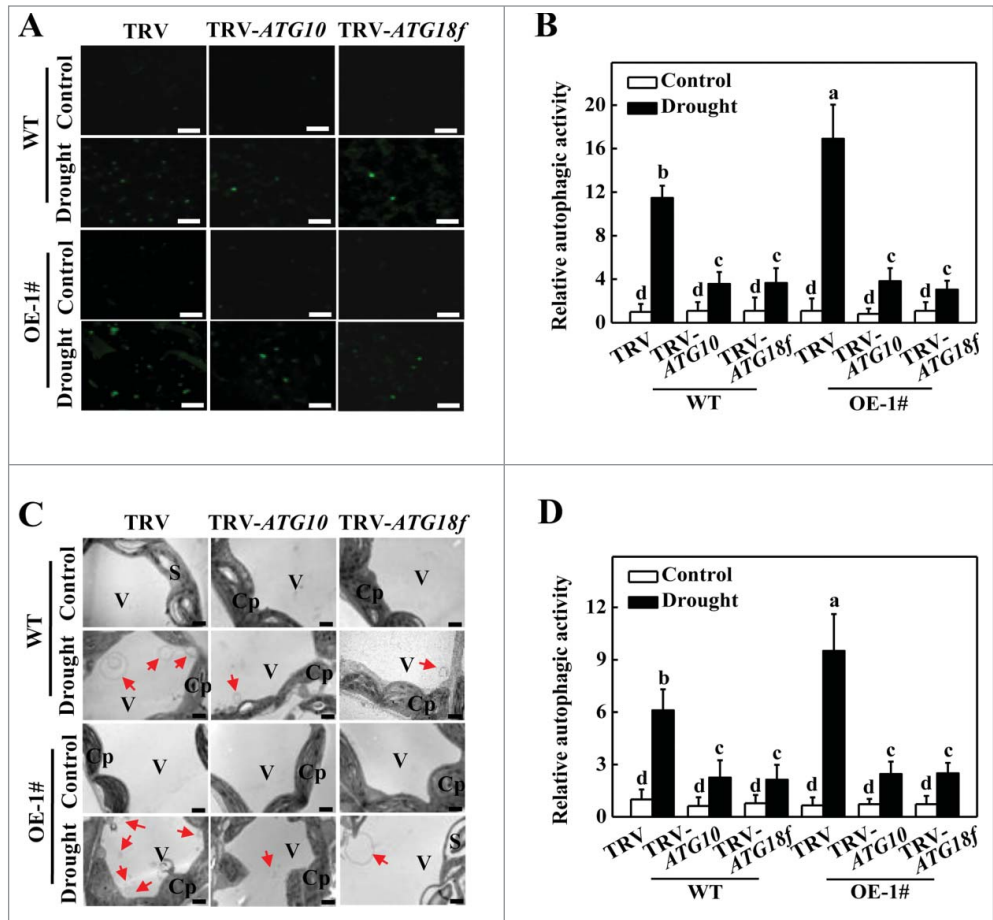 A
TRV TRV-ATG10 TRV-ATG18f
WT
Control
Drought
OE-1#
Control
Drought
B
Control
Drought
Relative autophagic activity
20
16
12
8
4
0
d b d c d c d a d c d c
TRV TRV-ATG10 TRV-ATG18f TRV TRV-ATG10 TRV-ATG18f
WT OE-1#
C
TRV TRV-ATG10 TRV-ATG18f
WT
Control
V S Cp V Cp V
Drought
V Cp V Cp V Cp
OE-1#
Control
Cp V V Cp V Cp
Drought
V Cp V Cp V S
D
Control
Drought
Relative autophagic activity
12
9
6
3
0
d b d c d c d a d c d c
TRV TRV-ATG10 TRV-ATG18f TRV TRV-ATG10 TRV-ATG18f
WT OE-1#